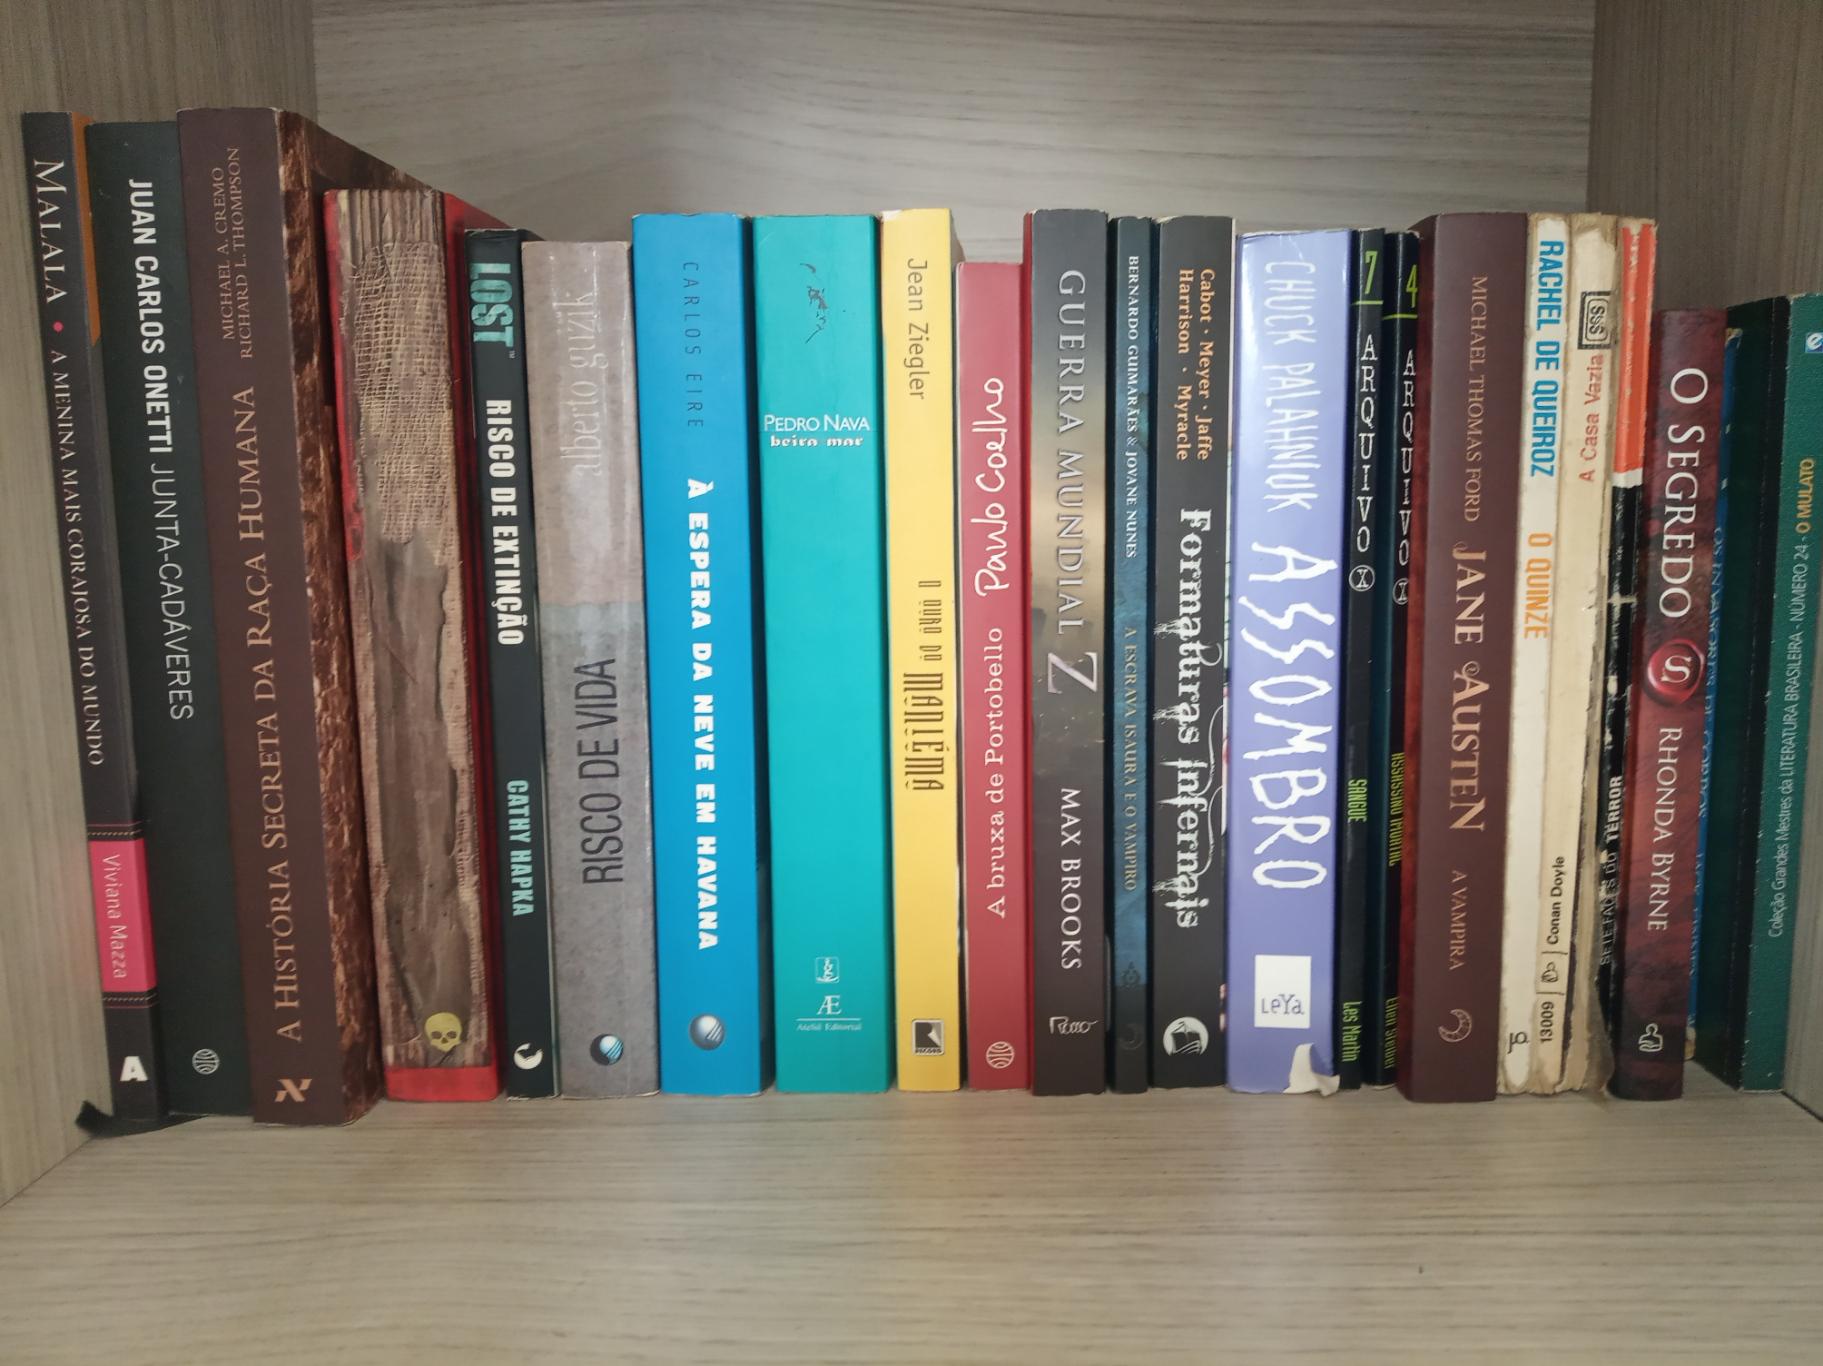 MALALA • A MENINA MAIS CORAJOSA DO MUNDO
Viviana Mazza
A
JUAN CARLOS ONETTI JUNTA-CADÁVERES
MICHAEL A. CREMO
RICHARD L. THOMPSON
A HISTÓRIA SECRETA DA RAÇA HUMANA
LOST™
RISCO DE EXTINÇÃO
CATHY HAPKA
alberto guzik
RISCO DE VIDA
CARLOS EIRE
À ESPERA DA NEVE EM HAVANA
PEDRO NAVA
beira mar
Æ
Ateliê Editorial
Jean Ziegler
O OURO DO MANIÉMA
RECORD
Paulo Coelho
A bruxa de Portobello
GUERRA MUNDIAL Z
MAX BROOKS
Rocco
BERNARDO GUIMARÃES & JOVANE NUNES
A ESCRAVA ISAURA E O VAMPIRO
Cabot • Meyer • Jaffe
Harrison • Myracle
Formaturas Infernais
CHUCK PALAHNIUK
ASSOMBRO
LeYa
7
ARQUIVO X
SANGUE
Les Martin
4
ARQUIVO X
ASSASSINO IMORTAL
MICHAEL THOMAS FORD
JANE AUSTEN
A VAMPIRA
RACHEL DE QUEIROZ
O QUINZE
A Casa Vazia
Conan Doyle
13009
TERROR
O SEGREDO
RHONDA BYRNE
Coleção Grandes Mestres da LITERATURA BRASILEIRA - NÚMERO 24 - O MULATO